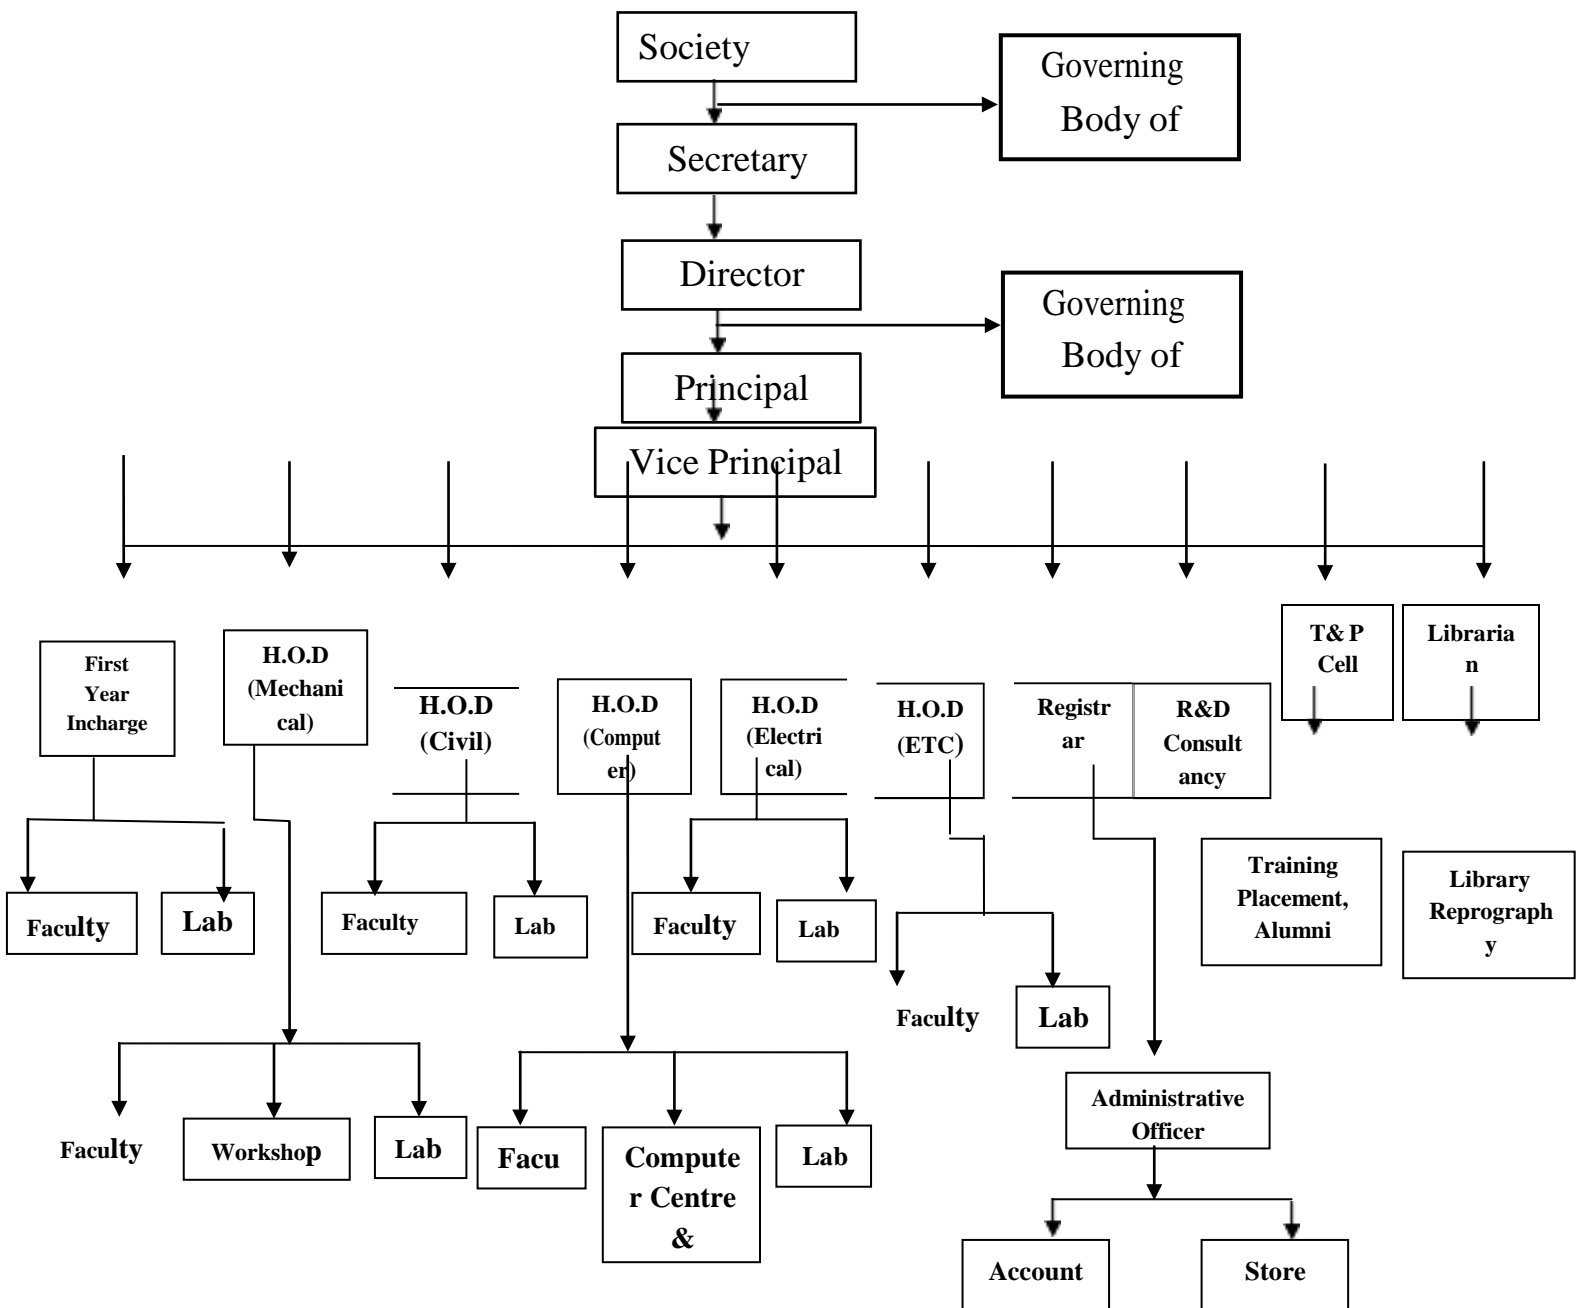 Society
Governing
Body of
Secretary
Director
Governing
Body of
Principal
Vice Principal
First
Year
Incharge
H.O.D
(Mechani
cal)
H.O.D
(Civil)
H.O.D
(Comput
er)
H.O.D
(Electri
cal)
H.O.D
(ETC)
Registr
ar
R&D
Consult
ancy
T& P
Cell
Libraria
n
Faculty
Lab
Faculty
Lab
Faculty
Lab
Training
Placement,
Alumni
Library
Reprograph
y
Faculty
Lab
Faculty
Workshop
Lab
Facu
Compute
r Centre
&
Lab
Administrative
Officer
Account
Store